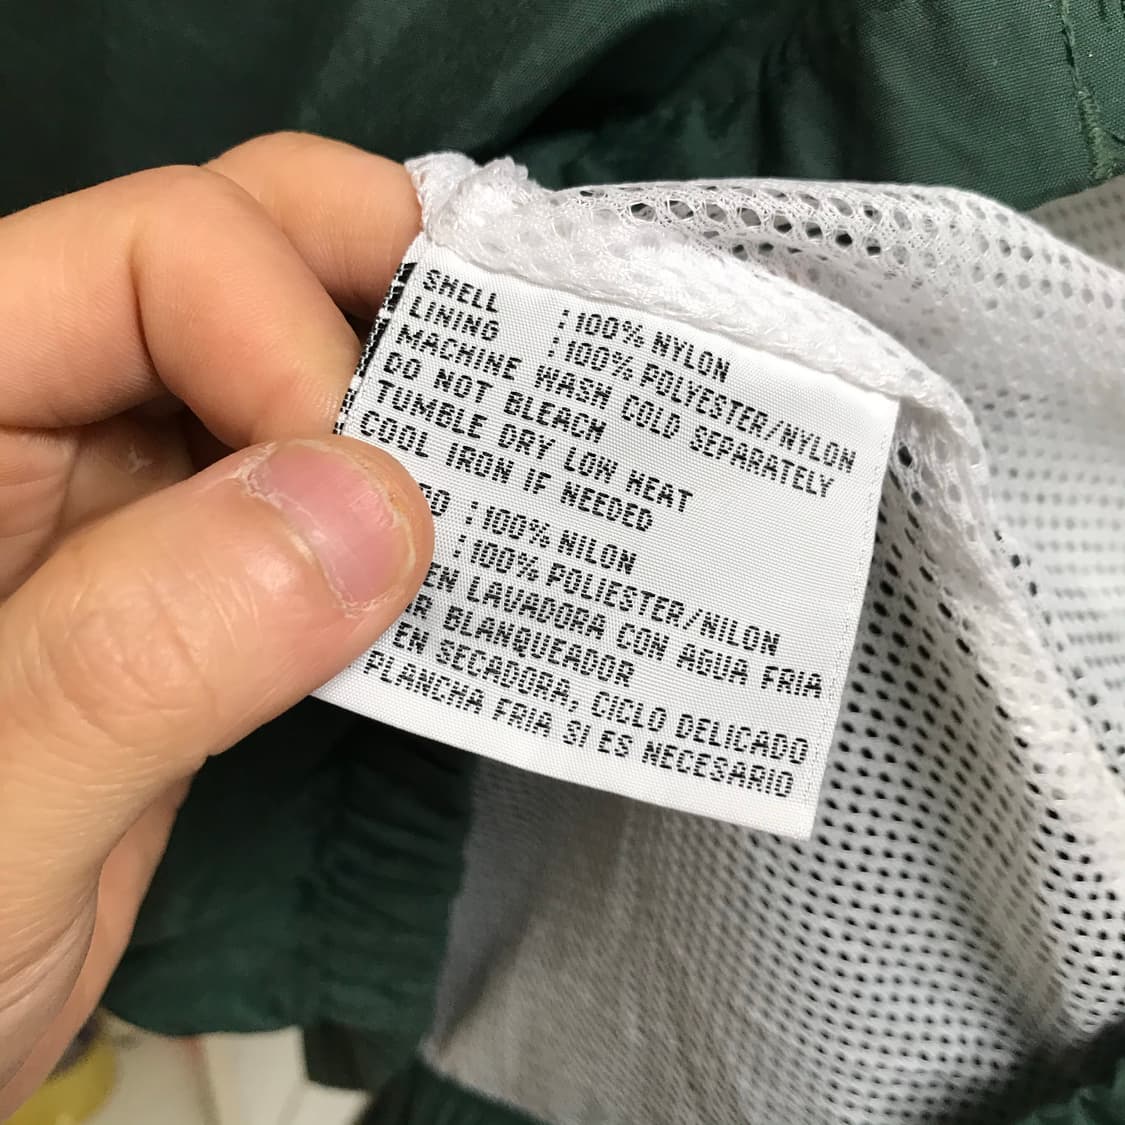 SHELL :100% NYLON
LINING :100% POLYESTER/NYLON
MACHINE WASH COLD SEPARATELY
DO NOT BLEACH
TUMBLE DRY LOW HEAT
COOL IRON IF NEEDED
DO :100% NILON
:100% POLIESTER/NILON
EN LAVADORA CON AGUA FRIA
AR BLANQUEADOR
EN SECADORA, CICLO DELICADO
PLANCHA FRIA SI ES NECESARIO